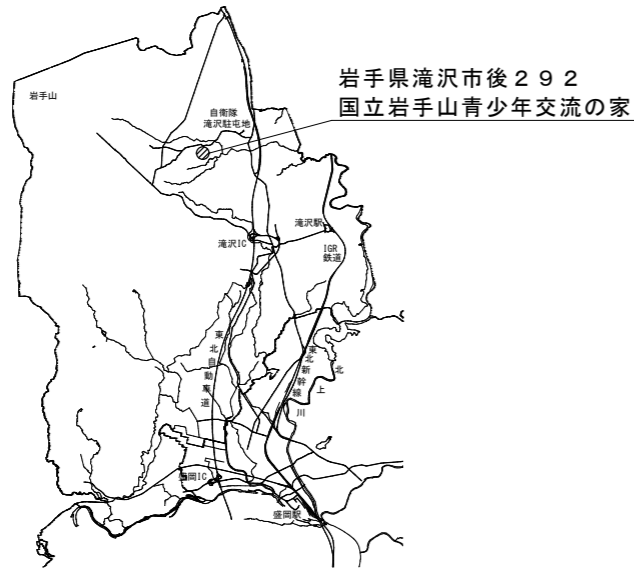 岩手県滝沢市後２９２
国立岩手山青少年交流の家
岩手山
自衛隊
滝沢駐屯地
滝沢駅
滝沢IC
IGR
鉄道
東北自動車道
東北新幹線
北上川
盛岡IC
盛岡駅